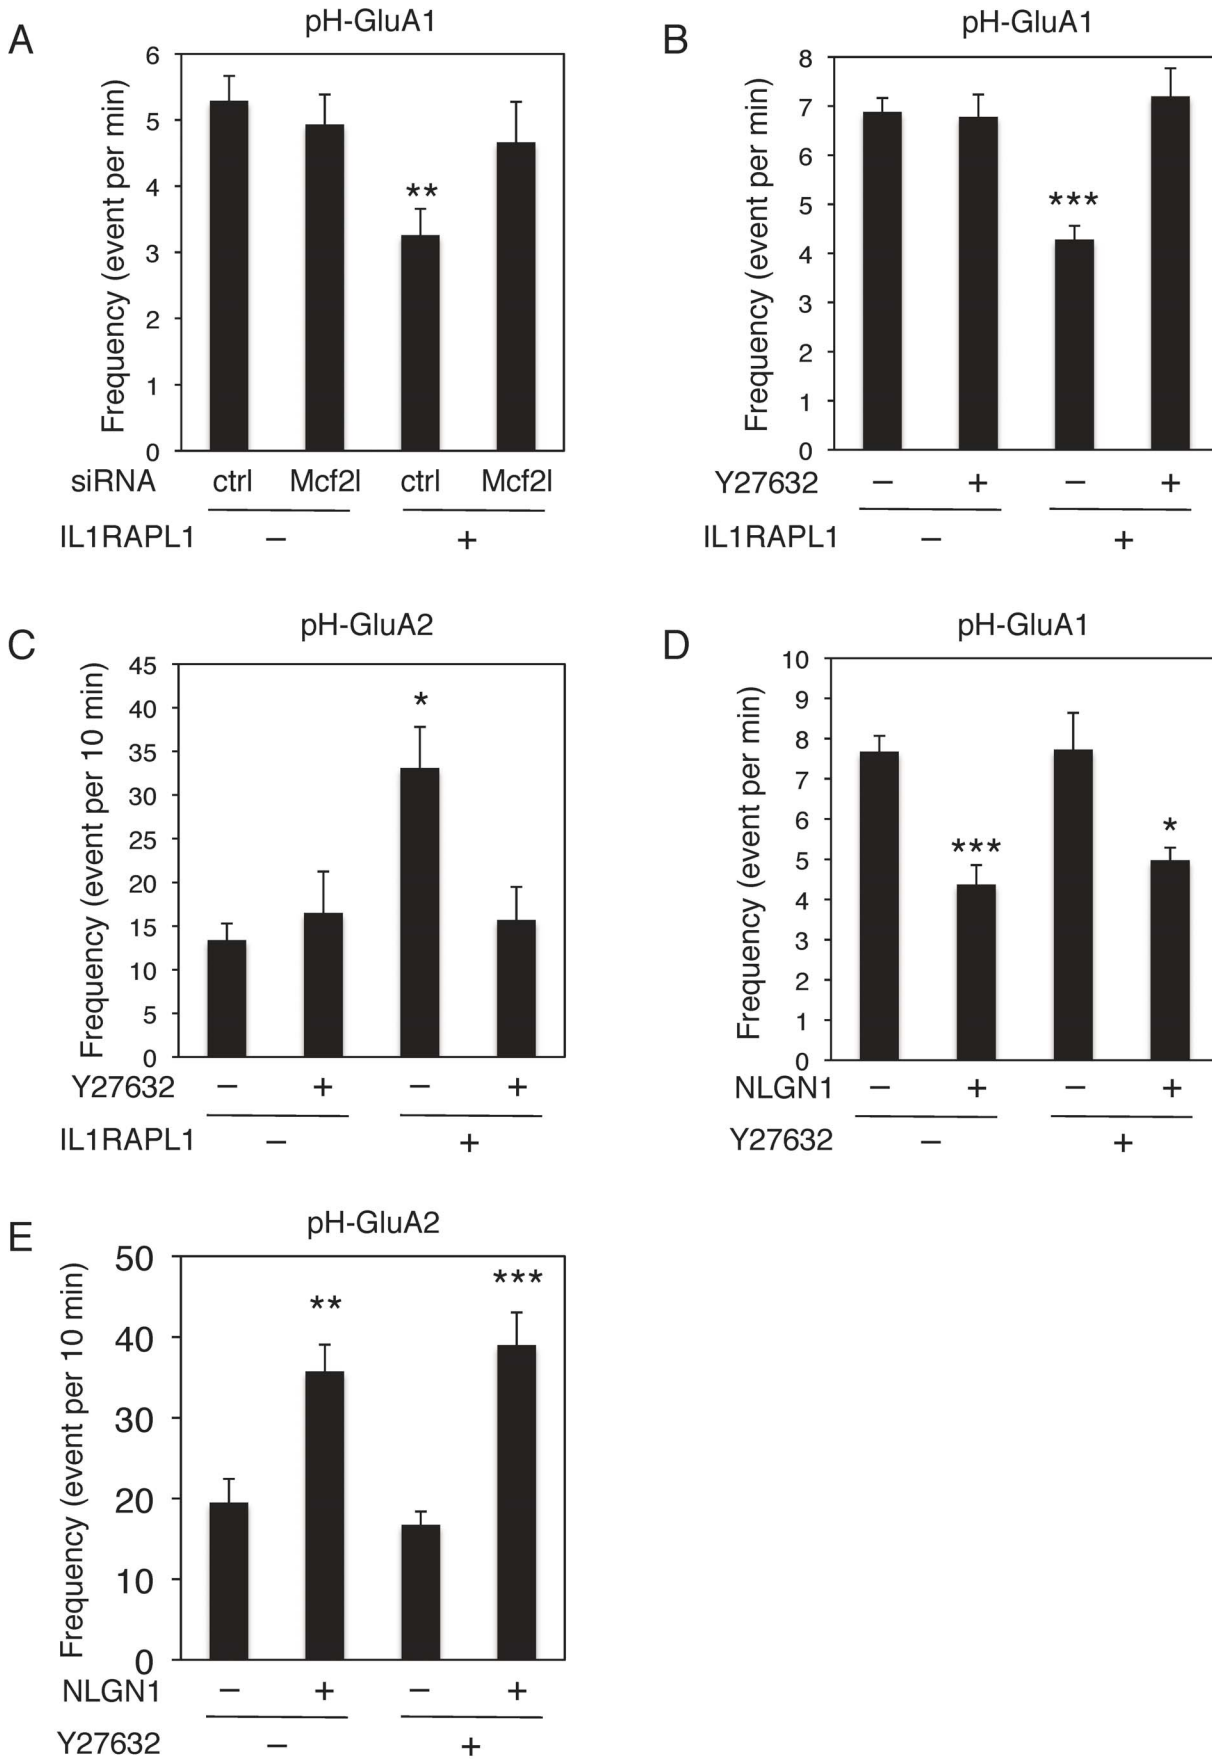 A
pH-GluA1
Frequency (event per min)
6
5
4
3
2
1
0
**
siRNA ctrl Mcf2l ctrl Mcf2l
IL1RAPL1 − +
B
pH-GluA1
Frequency (event per min)
8
7
6
5
4
3
2
1
0
***
Y27632 − + − +
IL1RAPL1 − +
C
pH-GluA2
Frequency (event per 10 min)
45
40
35
30
25
20
15
10
5
0
*
Y27632 − + − +
IL1RAPL1 − +
D
pH-GluA1
Frequency (event per min)
10
9
8
7
6
5
4
3
2
1
0
***
*
NLGN1 − + − +
Y27632 − +
E
pH-GluA2
Frequency (event per 10 min)
50
40
30
20
10
0
**
***
NLGN1 − + − +
Y27632 − +